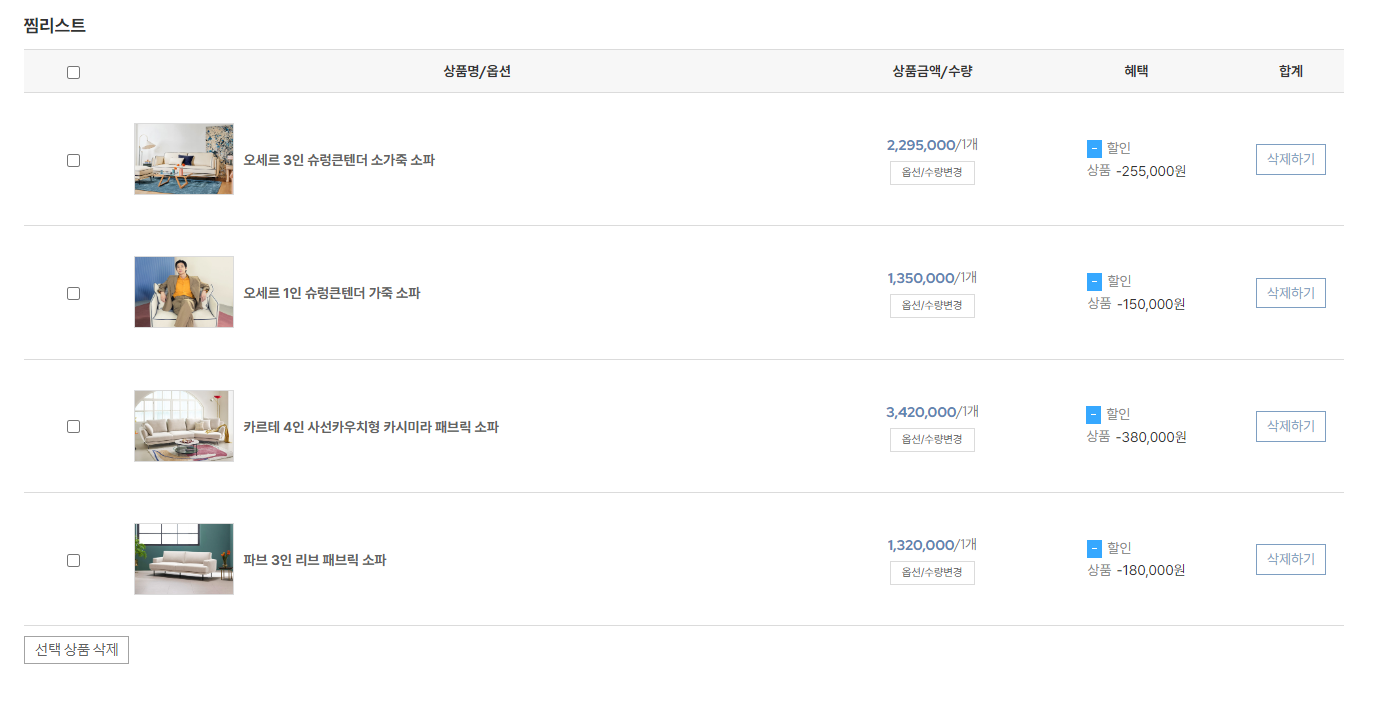 찜리스트
상품명/옵션 상품금액/수량 혜택 합계
오세르 3인 슈렁큰텐더 소가죽 소파
2,295,000/1개
옵션/수량변경
- 할인
상품 -255,000원
삭제하기
오세르 1인 슈렁큰텐더 가죽 소파
1,350,000/1개
옵션/수량변경
- 할인
상품 -150,000원
삭제하기
카르테 4인 사선카우치형 카시미라 패브릭 소파
3,420,000/1개
옵션/수량변경
- 할인
상품 -380,000원
삭제하기
파브 3인 리브 패브릭 소파
1,320,000/1개
옵션/수량변경
- 할인
상품 -180,000원
삭제하기
선택 상품 삭제